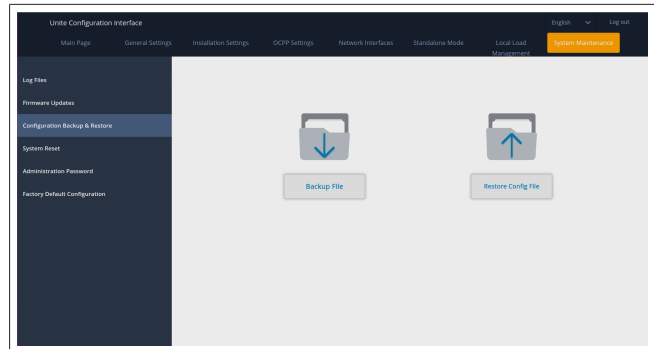 Unite Configuration Interface
English
Log out
Main Page
General Settings
Installation Settings
OCPP Settings
Network Interfaces
Standalone Mode
Local Load
Management
System Maintenance
Log Files
Firmware Updates
Configuration Backup & Restore
System Reset
Administration Password
Factory Default Configuration
Backup File
Restore Config File